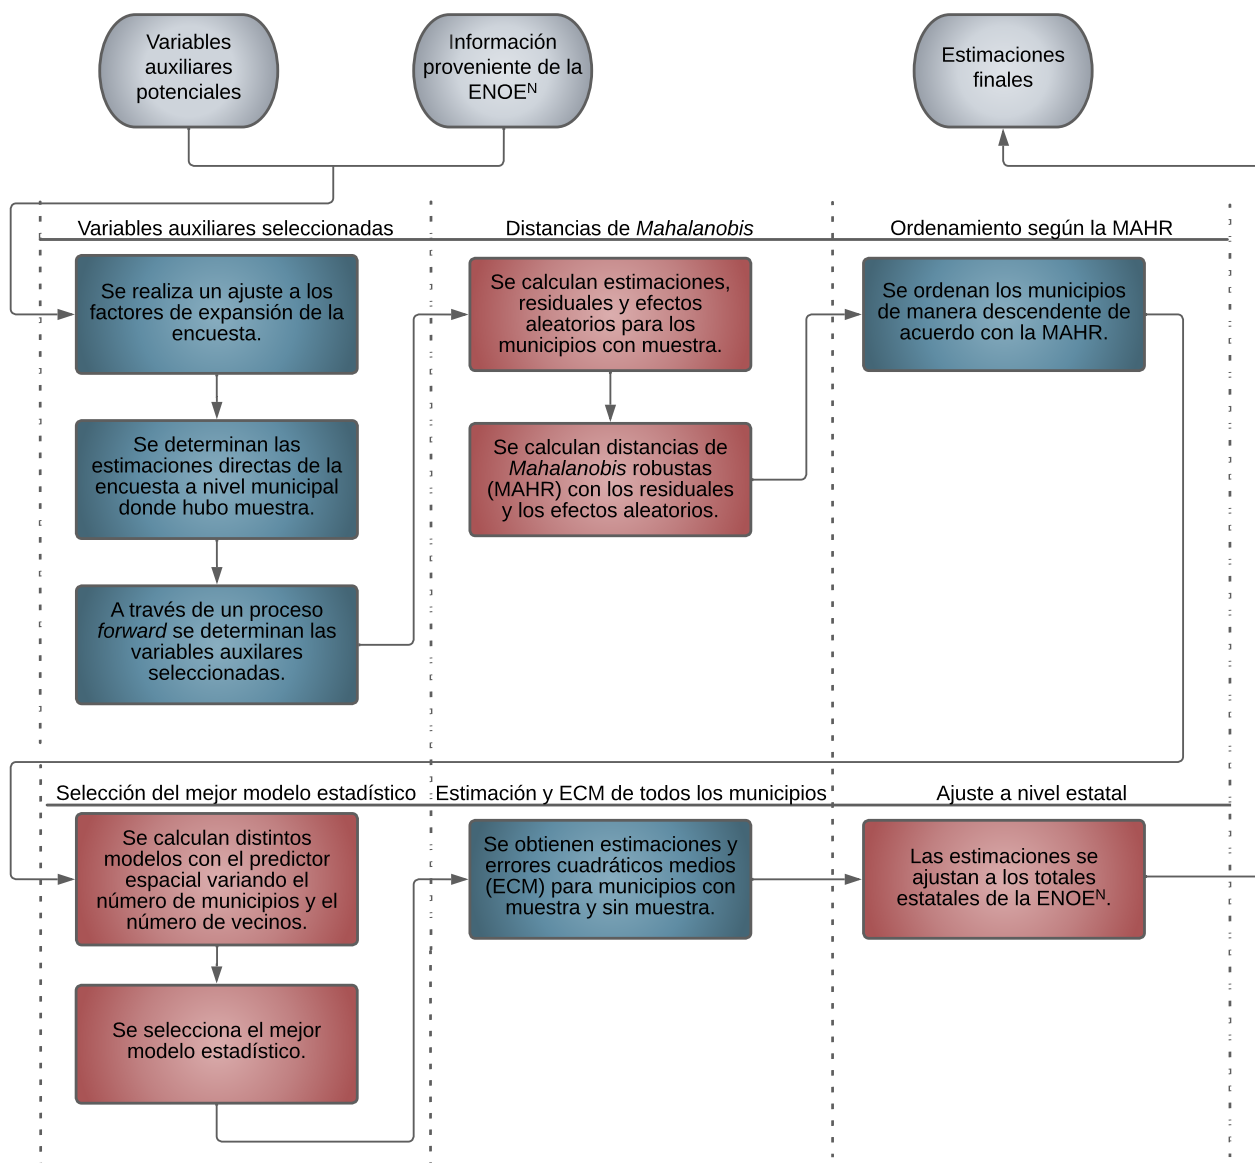 Variables
auxiliares
potenciales
Información
proveniente de la
ENOEᴺ
Estimaciones
finales
Variables auxiliares seleccionadas
Se realiza un ajuste a los
factores de expansión de la
encuesta.
Se determinan las
estimaciones directas de la
encuesta a nivel municipal
donde hubo muestra.
A través de un proceso
forward se determinan las
variables auxilares
seleccionadas.
Distancias de Mahalanobis
Se calculan estimaciones,
residuales y efectos
aleatorios para los
municipios con muestra.
Se calculan distancias de
Mahalanobis robustas
(MAHR) con los residuales
y los efectos aleatorios.
Ordenamiento según la MAHR
Se ordenan los municipios
de manera descendente de
acuerdo con la MAHR.
Selección del mejor modelo estadístico
Se calculan distintos
modelos con el predictor
espacial variando el
número de municipios y el
número de vecinos.
Se selecciona el mejor
modelo estadístico.
Estimación y ECM de todos los municipios
Se obtienen estimaciones y
errores cuadráticos medios
(ECM) para municipios con
muestra y sin muestra.
Ajuste a nivel estatal
Las estimaciones se
ajustan a los totales
estatales de la ENOEᴺ.